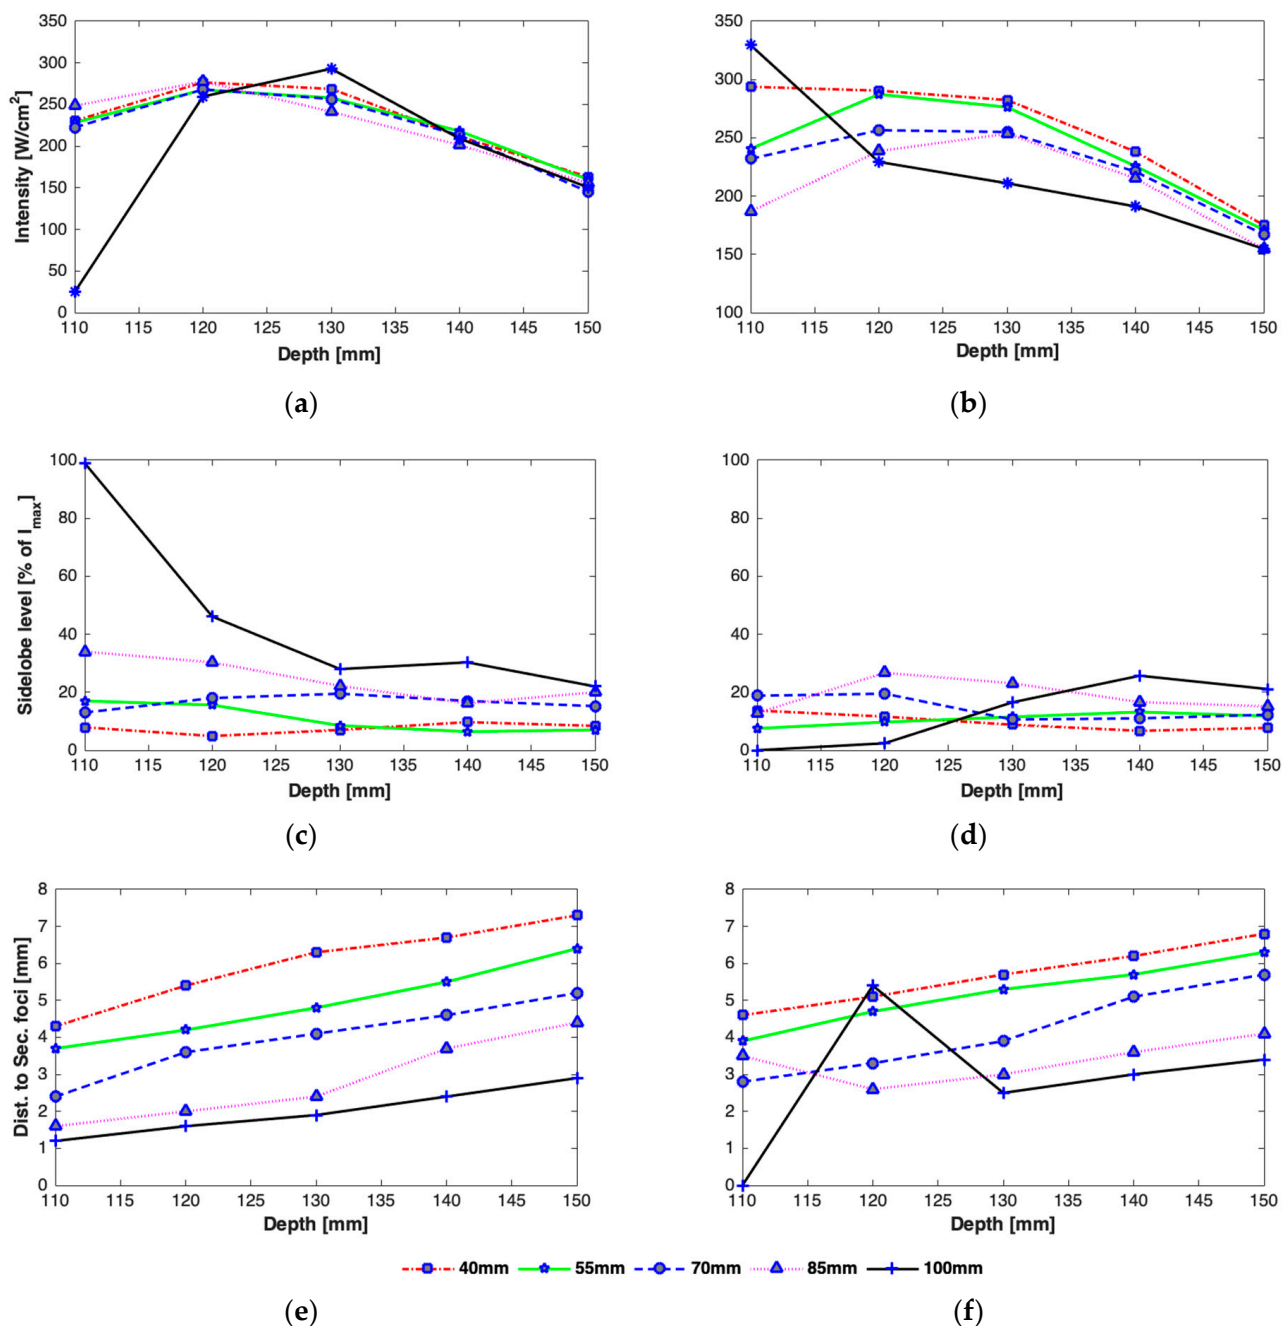 350
300
250
200
150
100
50
0
110 115 120 125 130 135 140 145 150
Intensity [W/cm²]
Depth [mm]
(a)
350
300
250
200
150
100
110 115 120 125 130 135 140 145 150
Depth [mm]
(b)
100
80
60
40
20
0
110 115 120 125 130 135 140 145 150
Sidelobe level [% of Imax]
Depth [mm]
(c)
100
80
60
40
20
0
110 115 120 125 130 135 140 145 150
Depth [mm]
(d)
8
7
6
5
4
3
2
1
0
110 115 120 125 130 135 140 145 150
Dist. to Sec. foci [mm]
Depth [mm]
8
7
6
5
4
3
2
1
0
110 115 120 125 130 135 140 145 150
Depth [mm]
40mm 55mm 70mm 85mm 100mm
(e)
(f)